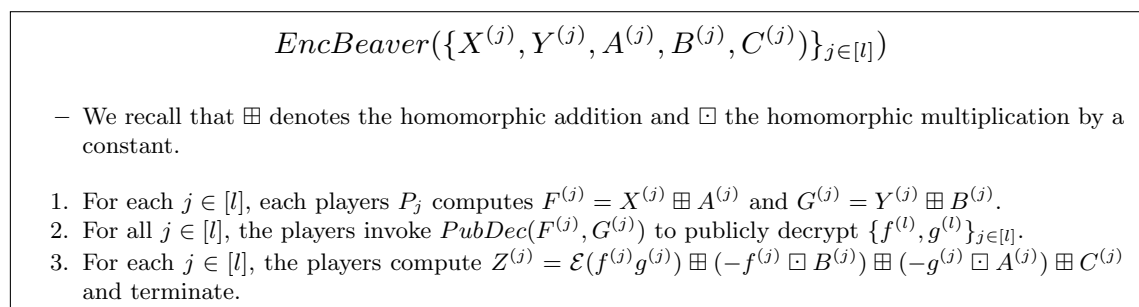 EncBeaver({X^{(j)}, Y^{(j)}, A^{(j)}, B^{(j)}, C^{(j)})}_{j∈[l]})
– We recall that ⊞ denotes the homomorphic addition and ⊡ the homomorphic multiplication by a
constant.
1. For each j ∈ [l], each players P_j computes F^{(j)} = X^{(j)} ⊞ A^{(j)} and G^{(j)} = Y^{(j)} ⊞ B^{(j)}.
2. For all j ∈ [l], the players invoke PubDec(F^{(j)}, G^{(j)}) to publicly decrypt {f^{(l)}, g^{(l)}}_{j∈[l]}.
3. For each j ∈ [l], the players compute Z^{(j)} = ℰ(f^{(j)}g^{(j)}) ⊞ (−f^{(j)} ⊡ B^{(j)}) ⊞ (−g^{(j)} ⊡ A^{(j)}) ⊞ C^{(j)}
and terminate.